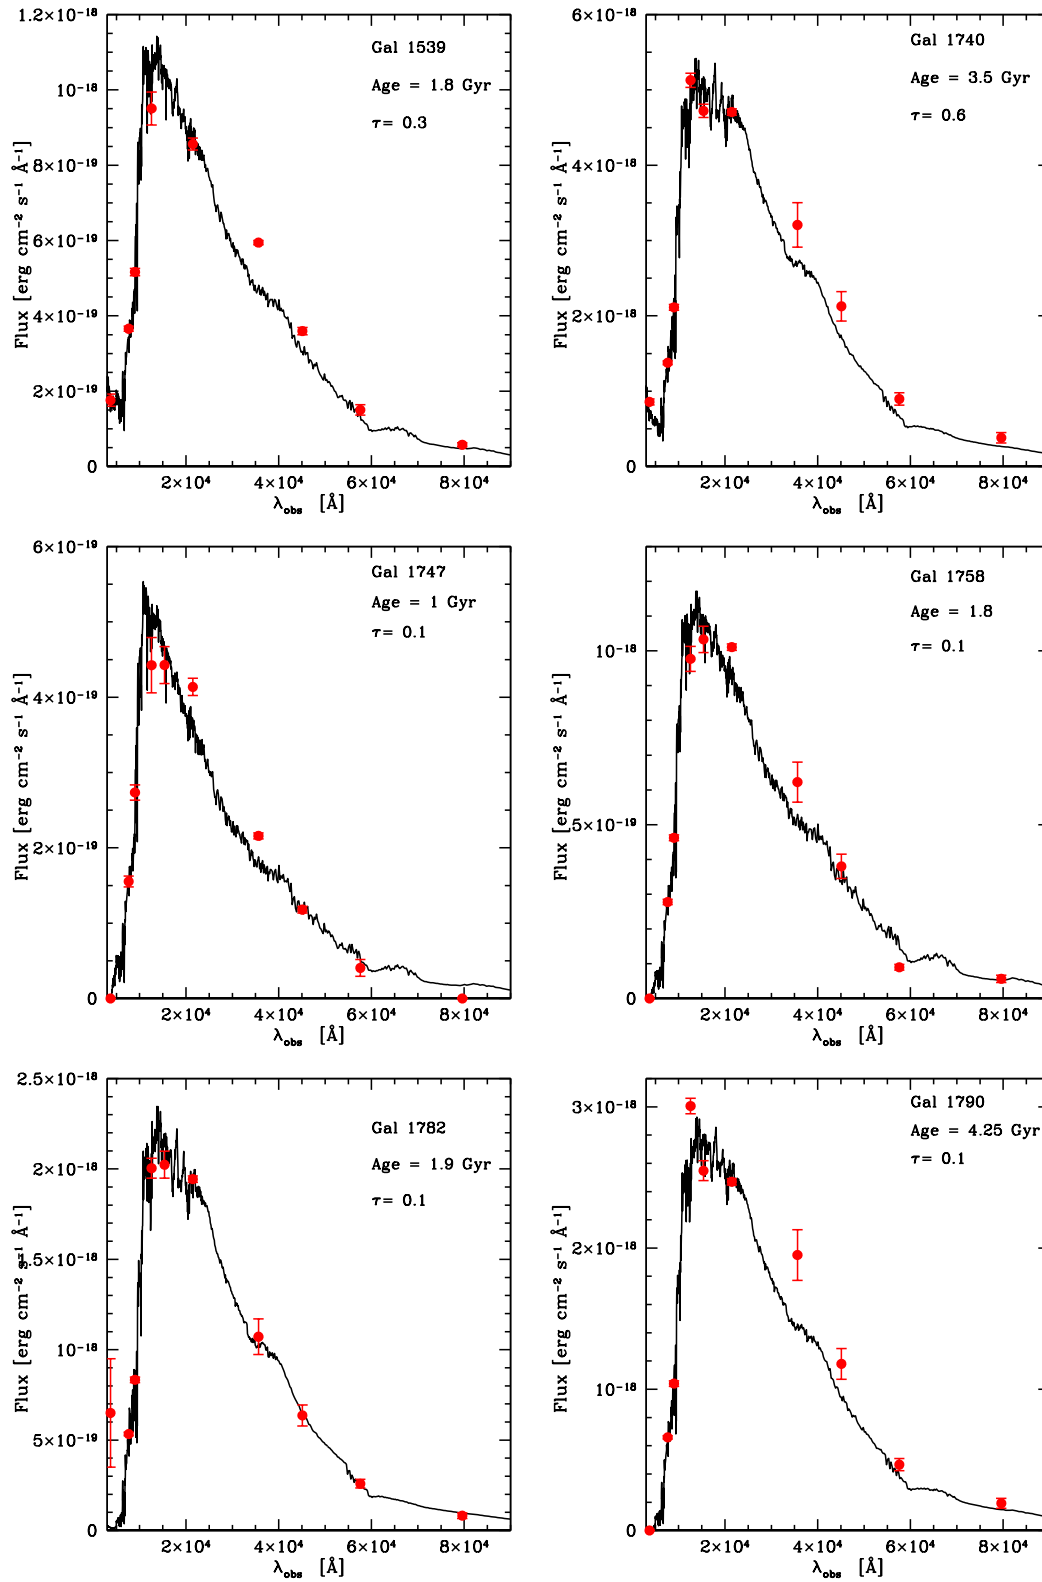 Gal 1539
Age = 1.8 Gyr
τ= 0.3
1.2×10⁻¹⁸
10⁻¹⁸
8×10⁻¹⁹
6×10⁻¹⁹
4×10⁻¹⁹
2×10⁻¹⁹
0
Flux [erg cm⁻² s⁻¹ Å⁻¹]
2×10⁴ 4×10⁴ 6×10⁴ 8×10⁴
λobs [Å]
Gal 1740
Age = 3.5 Gyr
τ= 0.6
6×10⁻¹⁸
4×10⁻¹⁸
2×10⁻¹⁸
0
Flux [erg cm⁻² s⁻¹ Å⁻¹]
2×10⁴ 4×10⁴ 6×10⁴ 8×10⁴
λobs [Å]
Gal 1747
Age = 1 Gyr
τ= 0.1
6×10⁻¹⁹
4×10⁻¹⁹
2×10⁻¹⁹
0
Flux [erg cm⁻² s⁻¹ Å⁻¹]
2×10⁴ 4×10⁴ 6×10⁴ 8×10⁴
λobs [Å]
Gal 1758
Age = 1.8
τ= 0.1
10⁻¹⁸
5×10⁻¹⁹
0
Flux [erg cm⁻² s⁻¹ Å⁻¹]
2×10⁴ 4×10⁴ 6×10⁴ 8×10⁴
λobs [Å]
Gal 1782
Age = 1.9 Gyr
τ= 0.1
2.5×10⁻¹⁸
2×10⁻¹⁸
1.5×10⁻¹⁸
10⁻¹⁸
5×10⁻¹⁹
0
Flux [erg cm⁻² s⁻¹ Å⁻¹]
2×10⁴ 4×10⁴ 6×10⁴ 8×10⁴
λobs [Å]
Gal 1790
Age = 4.25 Gyr
τ= 0.1
3×10⁻¹⁸
2×10⁻¹⁸
10⁻¹⁸
0
Flux [erg cm⁻² s⁻¹ Å⁻¹]
2×10⁴ 4×10⁴ 6×10⁴ 8×10⁴
λobs [Å]